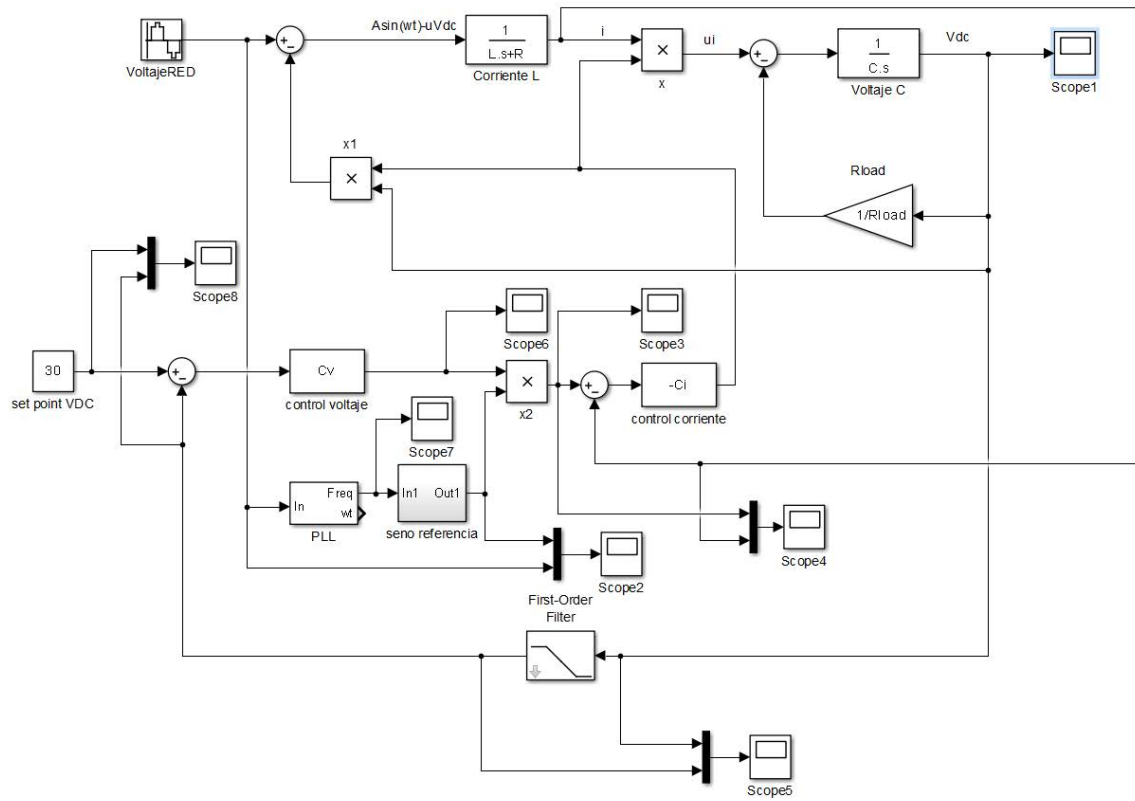 Asin(wt)-uVdc
i
ui
Vdc
1
L.s+R
×
1
C.s
VoltajeRED
Corriente L
x
Voltaje C
Scope1
x1
×
Rload
1/Rload
Scope8
Scope6
Scope3
30
Cv
×
-Ci
set point VDC
control voltaje
x2
control corriente
Scope7
In
Freq
wt
In1
Out1
PLL
seno referencia
Scope4
Scope2
First-Order
Filter
Scope5